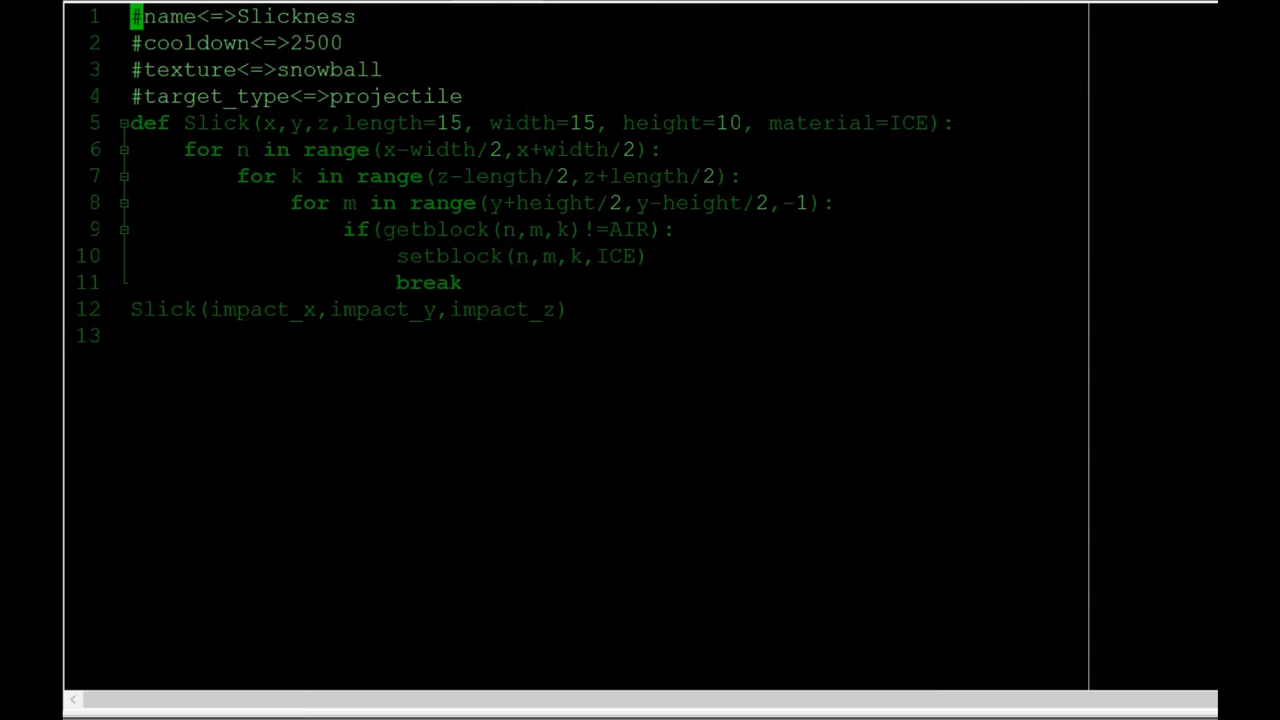 1 #name<=>Slickness
2 #cooldown<=>2500
3 #texture<=>snowball
4 #target_type<=>projectile
5 def Slick(x,y,z,length=15, width=15, height=10, material=ICE):
6 for n in range(x-width/2,x+width/2):
7 for k in range(z-length/2,z+length/2):
8 for m in range(y+height/2,y-height/2,-1):
9 if(getblock(n,m,k)!=AIR):
10 setblock(n,m,k,ICE)
11 break
12 Slick(impact_x,impact_y,impact_z)
13